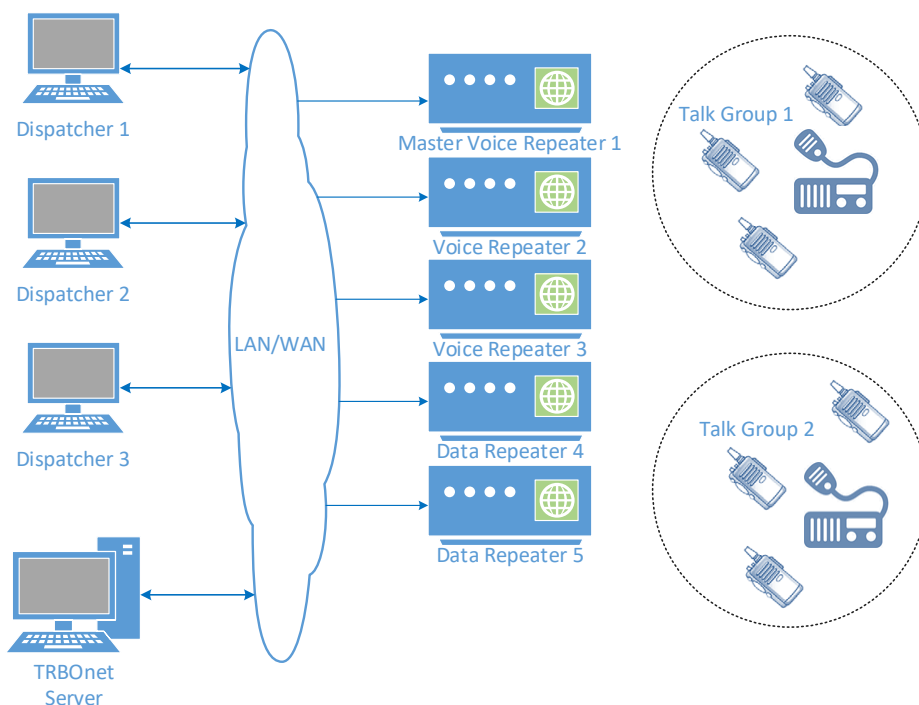 Dispatcher 1
Dispatcher 2
Dispatcher 3
TRBOnet
Server
LAN/WAN
Master Voice Repeater 1
Voice Repeater 2
Voice Repeater 3
Data Repeater 4
Data Repeater 5
Talk Group 1
Talk Group 2